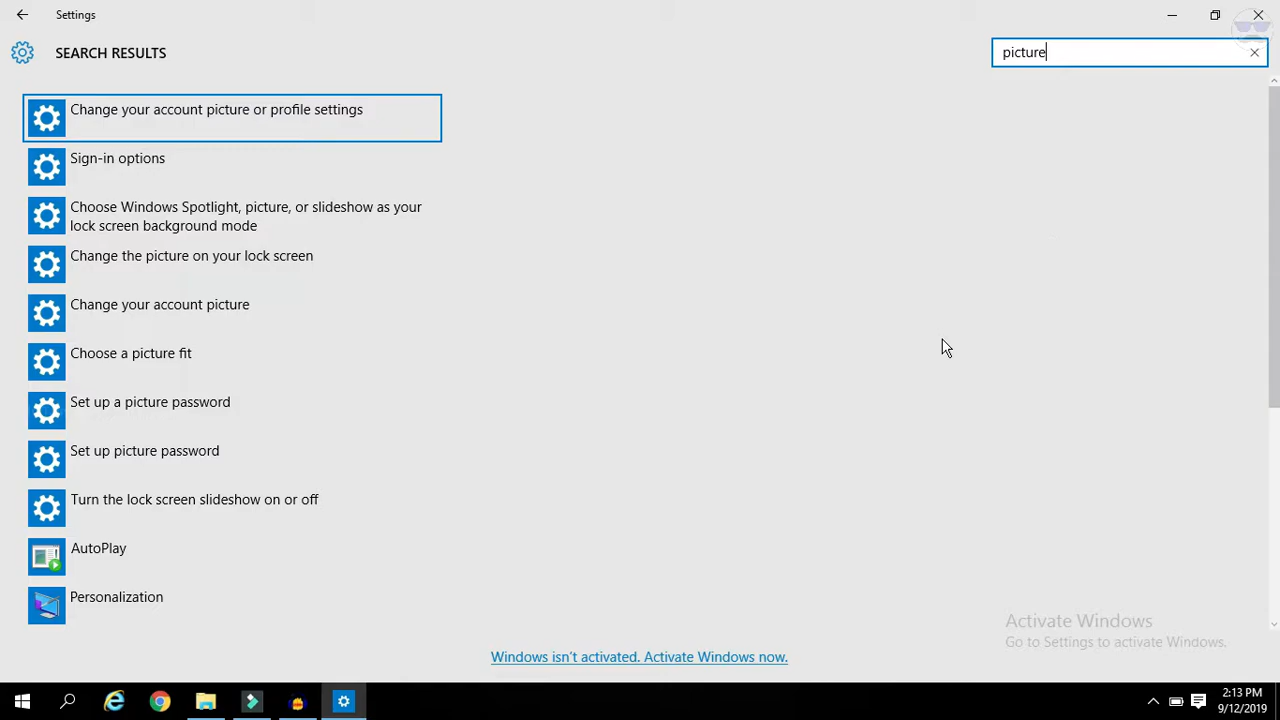 Settings
SEARCH RESULTS
picture
Change your account picture or profile settings
Sign-in options
Choose Windows Spotlight, picture, or slideshow as your
lock screen background mode
Change the picture on your lock screen
Change your account picture
Choose a picture fit
Set up a picture password
Set up picture password
Turn the lock screen slideshow on or off
AutoPlay
Personalization
Activate Windows
Go to Settings to activate Windows.
Windows isn't activated. Activate Windows now.
2:13 PM
9/12/2019